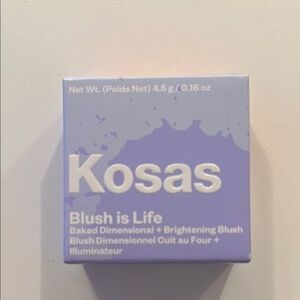 Net Wt. (Poids Net) 4.5 g / 0.16 oz
Kosas
Blush is Life
Baked Dimensional + Brightening Blush
Blush Dimensionnel Cuit au Four +
Illuminateur